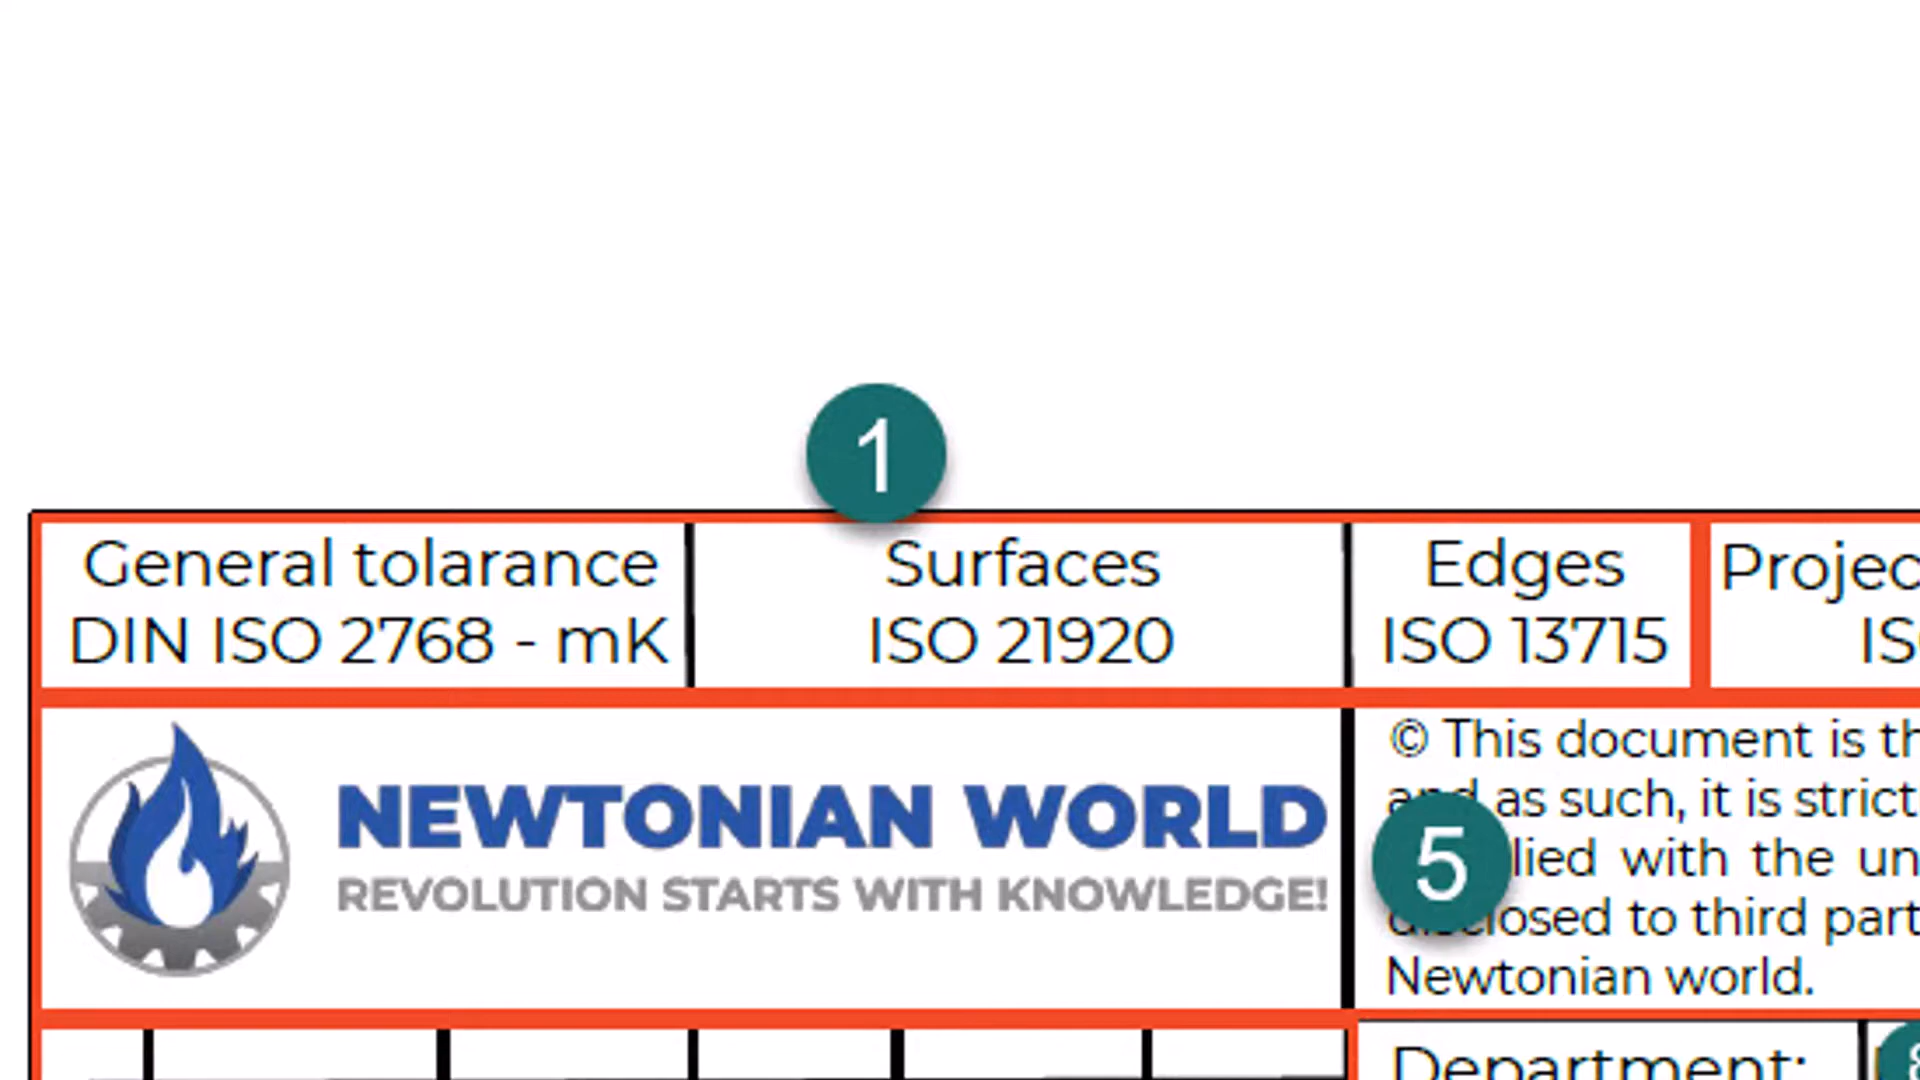 1
General tolarance
DIN ISO 2768 - mK
Surfaces
ISO 21920
Edges
ISO 13715
NEWTONIAN WORLD
REVOLUTION STARTS WITH KNOWLEDGE!
© This document is
as such, it is
5
with the
to third
Newtonian world.
Department: